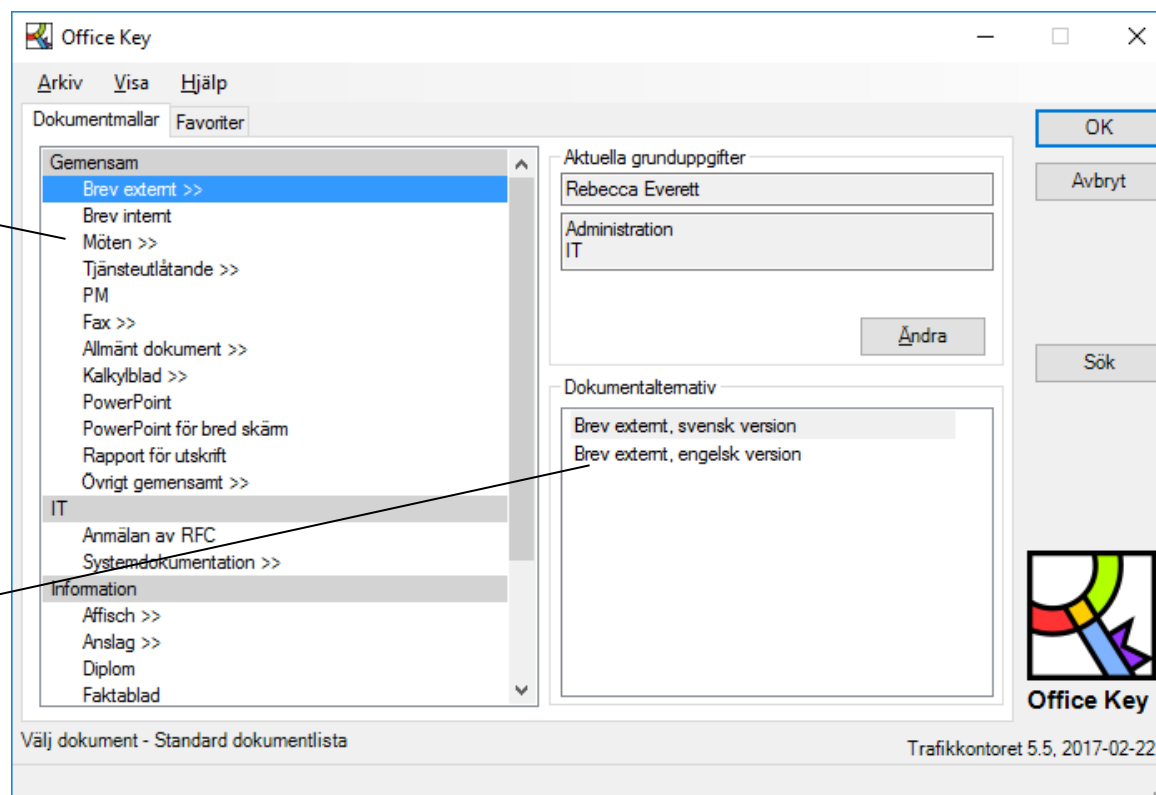 Office Key
Arkiv Visa Hjälp
Dokumentmallar Favoriter
Gemensam
Brev externt >>
Brev internt
Möten >>
Tjänsteutlåtande >>
PM
Fax >>
Allmänt dokument >>
Kalkylblad >>
PowerPoint
PowerPoint för bred skärm
Rapport för utskrift
Övrigt gemensamt >>
IT
Anmälan av RFC
Systemdokumentation >>
Information
Affisch >>
Anslag >>
Diplom
Faktablad
Aktuella grunduppgifter
Rebecca Everett
Administration
IT
Ändra
Dokumentalternativ
Brev externt, svensk version
Brev externt, engelsk version
OK
Avbryt
Sök
Office Key
Välj dokument - Standard dokumentlista
Trafikkontoret 5.5, 2017-02-22